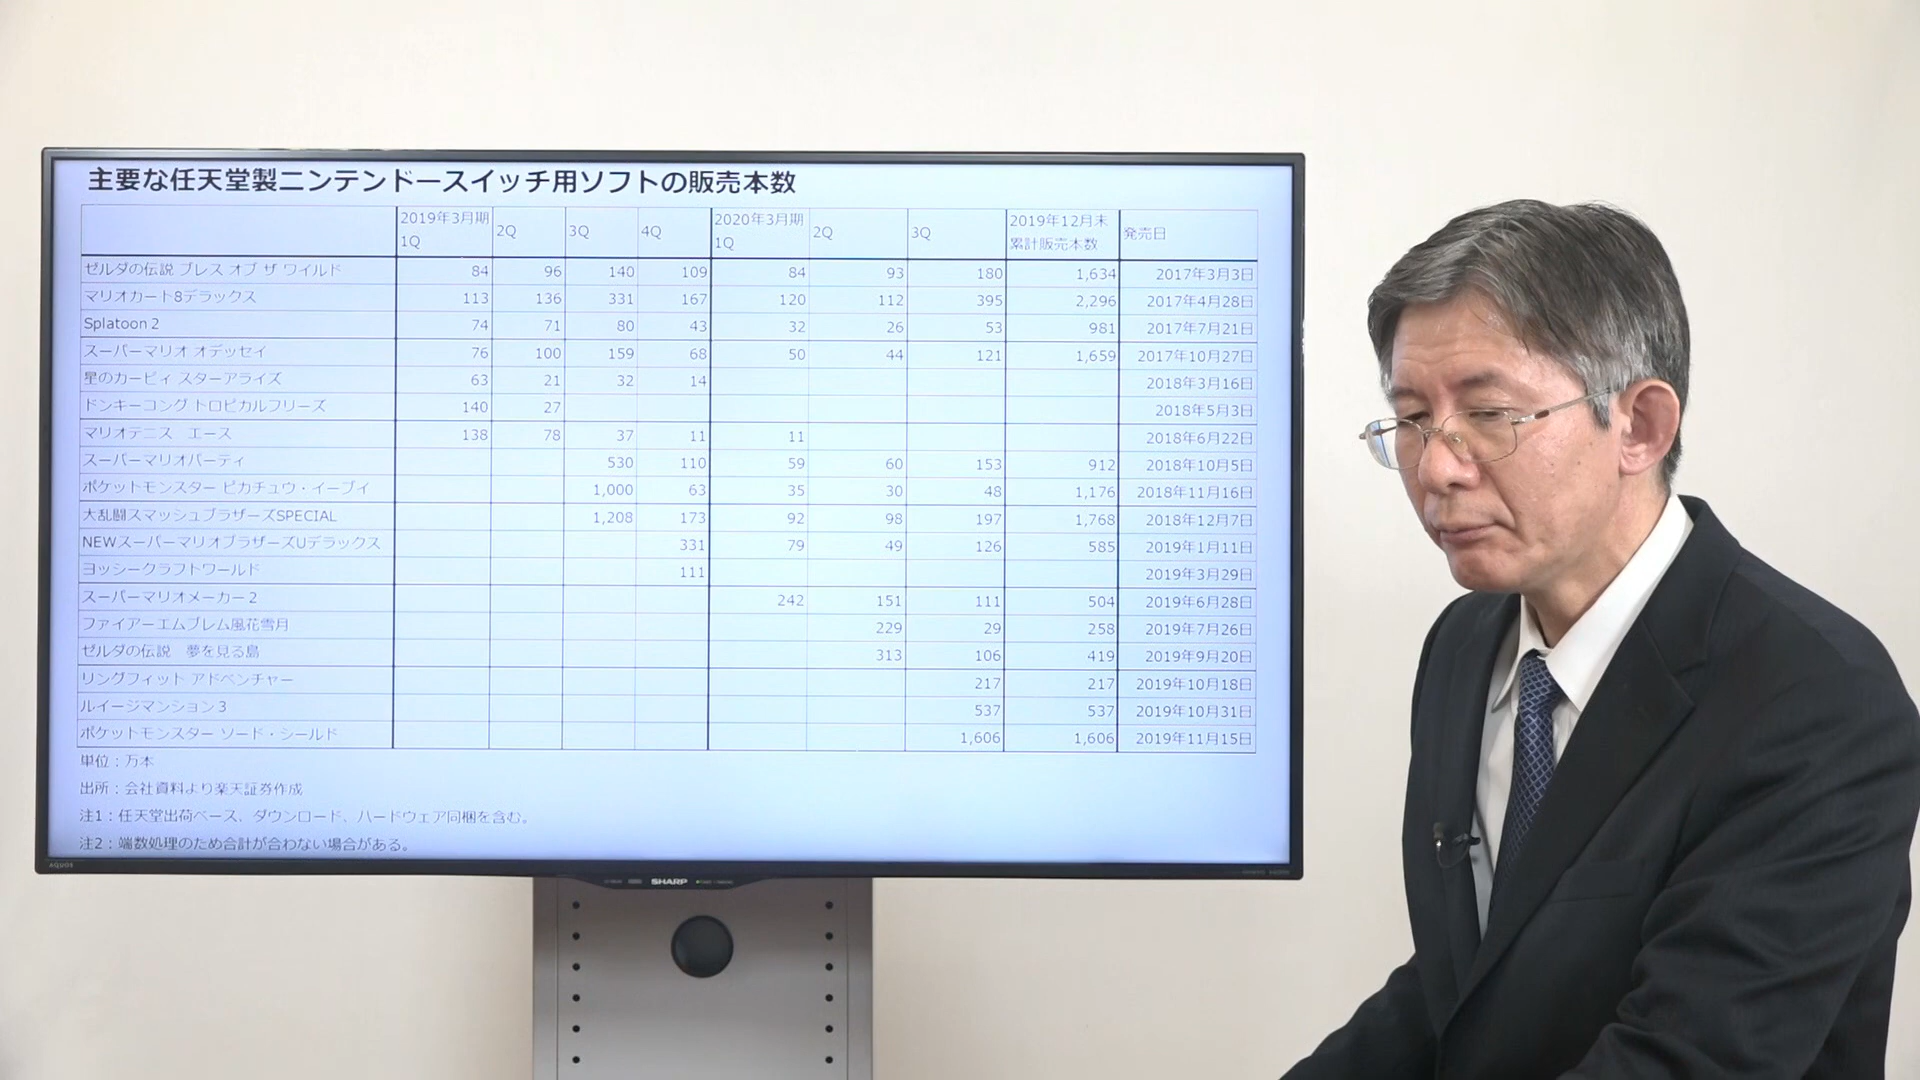 主要な任天堂製ニンテンドースイッチ用ソフトの販売本数
2019年3月期 1Q 2Q 3Q 4Q 2020年3月期 1Q 2Q 3Q 2019年12月末 累計販売本数 発売日
ゼルダの伝説 ブレス オブ ザ ワイルド 84 96 140 109 84 93 180 1,634 2017年3月3日
マリオカート8デラックス 113 136 331 167 120 112 395 2,296 2017年4月28日
Splatoon 2 74 71 80 43 32 26 53 981 2017年7月21日
スーパーマリオ オデッセイ 76 100 159 68 50 44 121 1,659 2017年10月27日
星のカービィ スターアライズ 63 21 32 14 2018年3月16日
ドンキーコング トロピカルフリーズ 140 27 2018年5月3日
マリオテニス　エース 138 78 37 11 11 2018年6月22日
スーパーマリオパーティ 530 110 59 60 153 912 2018年10月5日
ポケットモンスター ピカチュウ・イーブイ 1,000 63 35 30 48 1,176 2018年11月16日
大乱闘スマッシュブラザーズSPECIAL 1,208 173 92 98 197 1,768 2018年12月7日
NEWスーパーマリオブラザーズUデラックス 331 79 49 126 585 2019年1月11日
ヨッシークラフトワールド 111 2019年3月29日
スーパーマリオメーカー２ 242 151 111 504 2019年6月28日
ファイアーエムブレム風花雪月 229 29 258 2019年7月26日
ゼルダの伝説　夢を見る島 313 106 419 2019年9月20日
リングフィット アドベンチャー 217 217 2019年10月18日
ルイージマンション３ 537 537 2019年10月31日
ポケットモンスター ソード・シールド 1,606 1,606 2019年11月15日
単位：万本
出所：会社資料より楽天証券作成
注1：任天堂出荷ベース、ダウンロード、ハードウェア同梱を含む。
注2：端数処理のため合計が合わない場合がある。
AQUOS
SHARP